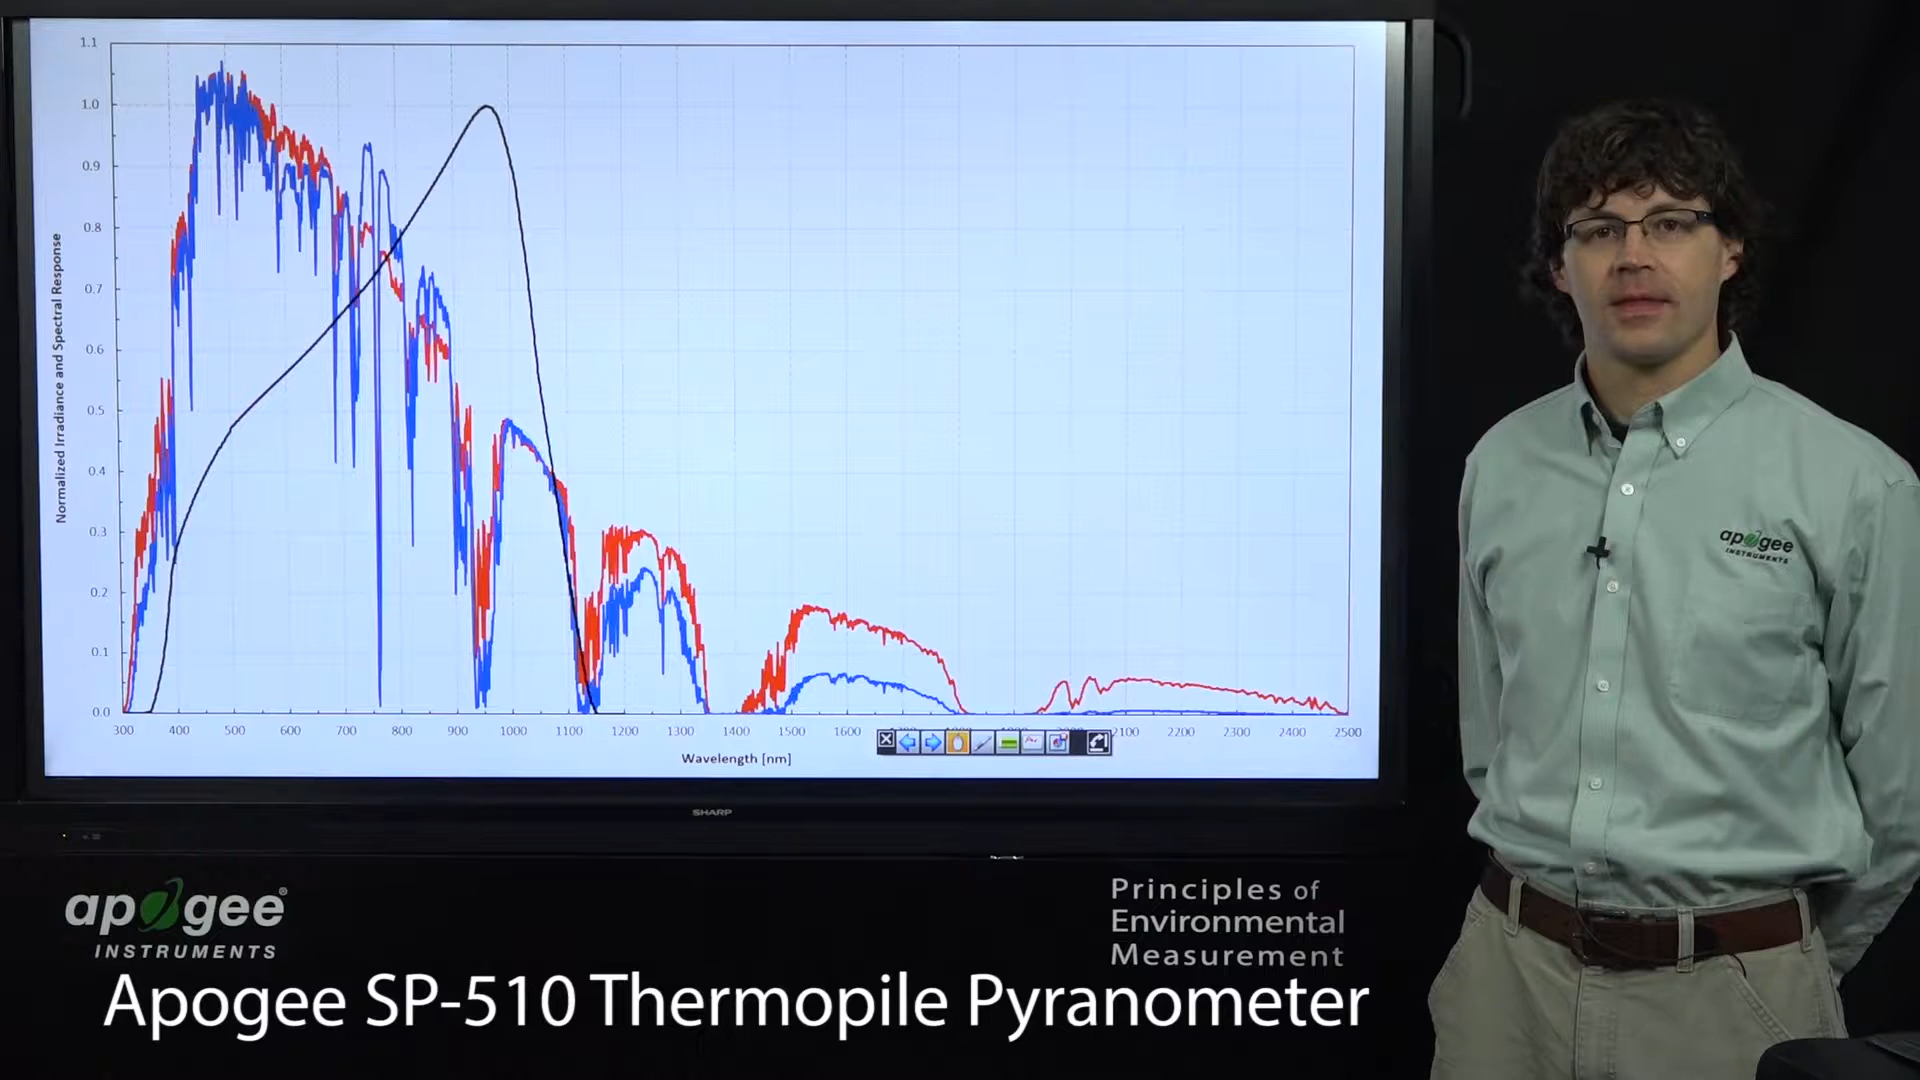 1.1
1.0
0.9
0.8
0.7
0.6
0.5
0.4
0.3
0.2
0.1
0.0
Normalized Irradiance and Spectral Response
300 400 500 600 700 800 900 1000 1100 1200 1300 1400 1500 1600 2100 2200 2300 2400 2500
Wavelength [nm]
SHARP
apogee
INSTRUMENTS
apogee®
INSTRUMENTS
Principles of
Environmental
Measurement
Apogee SP-510 Thermopile Pyranometer